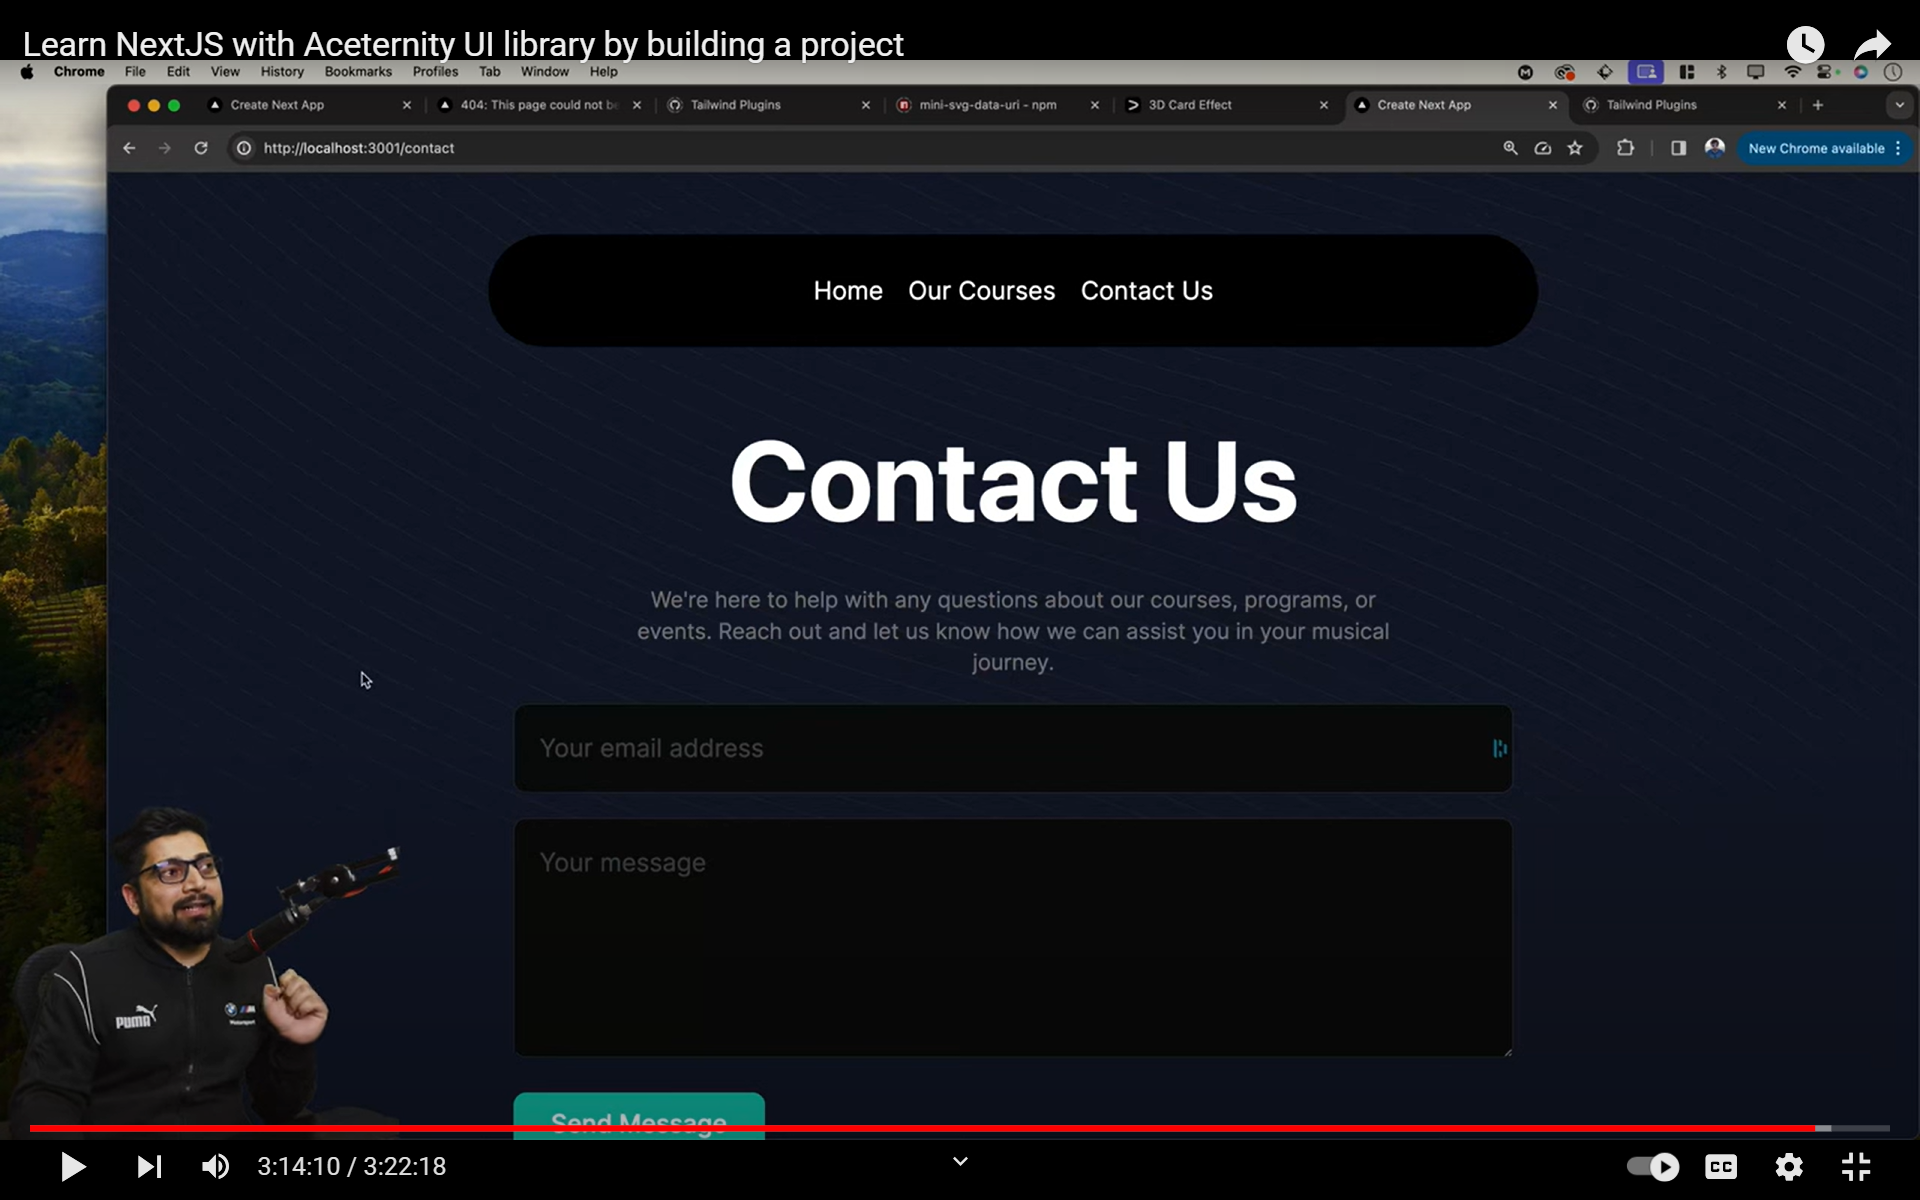 Learn NextJS with Aceternity UI library by building a project
Chrome File Edit View History Bookmarks Profiles Tab Window Help
Create Next App
404: This page could not be
Tailwind Plugins
mini-svg-data-uri - npm
3D Card Effect
Create Next App
Tailwind Plugins
http://localhost:3001/contact
New Chrome available
Home Our Courses Contact Us
Contact Us
We're here to help with any questions about our courses, programs, or
events. Reach out and let us know how we can assist you in your musical
journey.
Your email address
Your message
PUMA
Send Message
3:14:10 / 3:22:18
CC